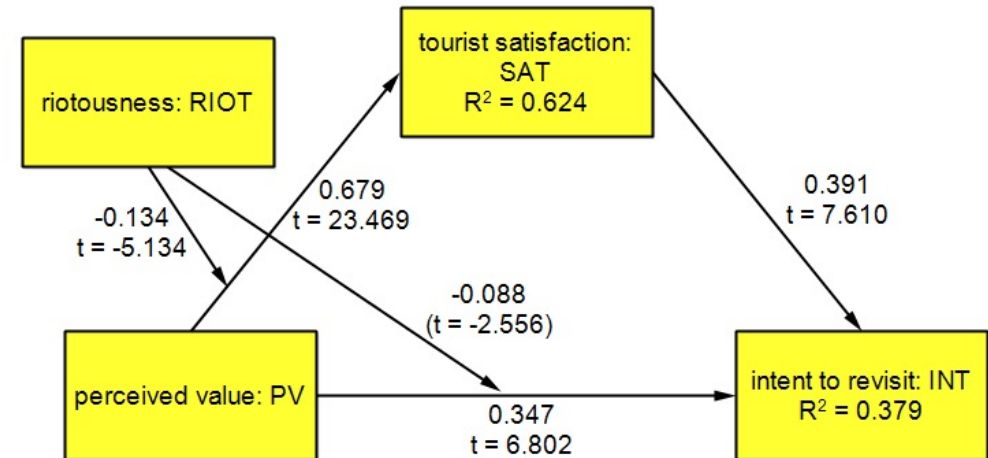 riotousness: RIOT
tourist satisfaction:
SAT
R² = 0.624
0.679
t = 23.469
-0.134
t = -5.134
0.391
t = 7.610
-0.088
(t = -2.556)
perceived value: PV
0.347
t = 6.802
intent to revisit: INT
R² = 0.379